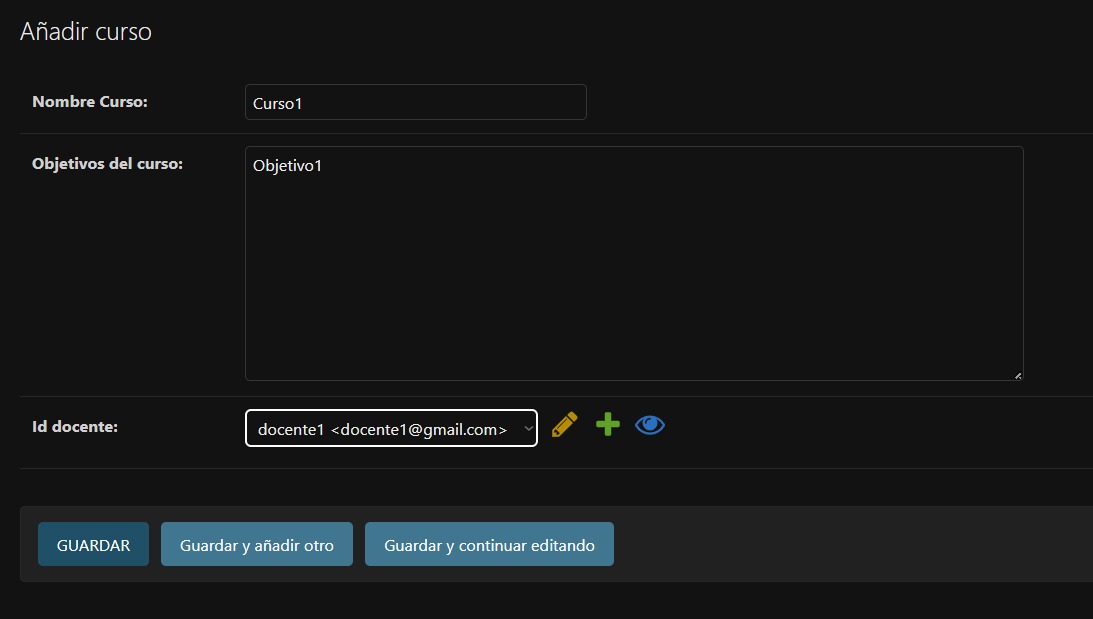 Añadir curso
Nombre Curso: Curso1
Objetivos del curso: Objetivo1
Id docente: docente1 <docente1@gmail.com>
GUARDAR Guardar y añadir otro Guardar y continuar editando